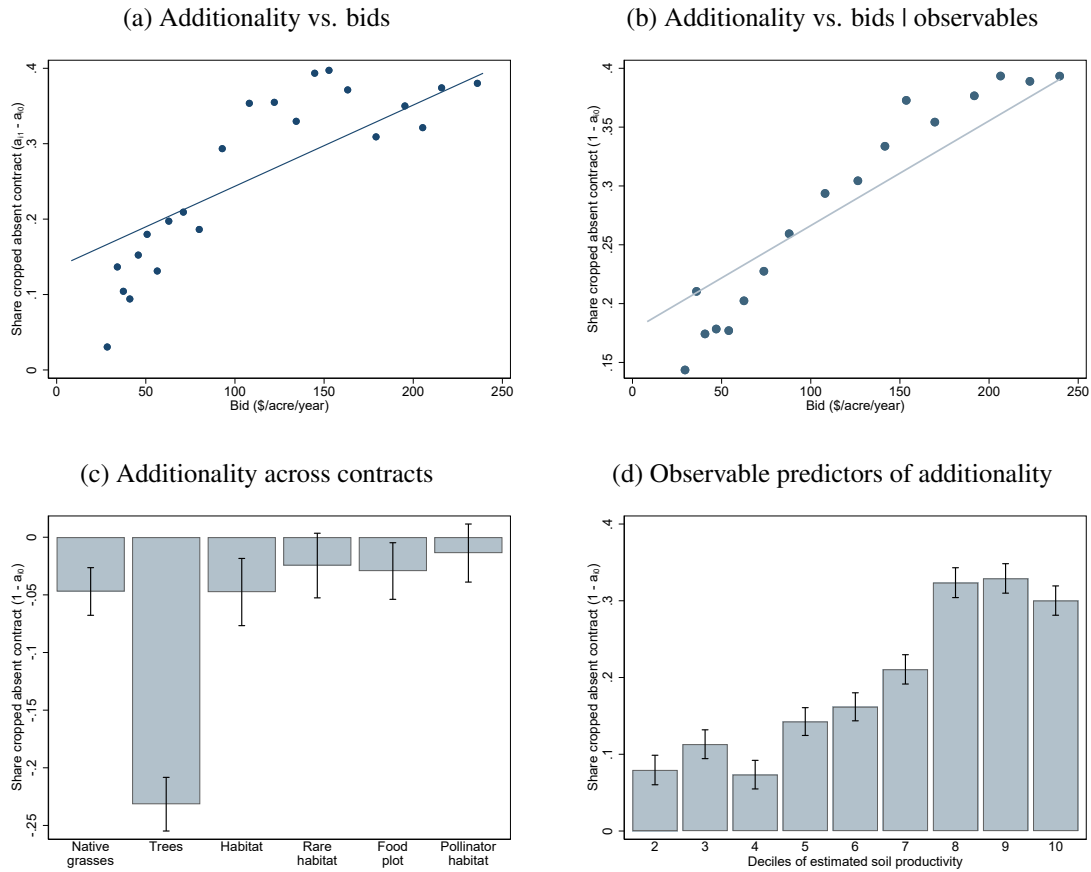 (a) Additionality vs. bids
Share cropped absent contract (a_i1 - a_i0)
.4
.3
.2
.1
0
0 50 100 150 200 250
Bid ($/acre/year)
(b) Additionality vs. bids | observables
Share cropped absent contract (1 - a_i0)
.4
.35
.3
.25
.2
.15
0 50 100 150 200 250
Bid ($/acre/year)
(c) Additionality across contracts
Share cropped absent contract (1 - a_i0)
0
-.05
-.1
-.15
-.2
-.25
Native grasses
Trees
Habitat
Rare habitat
Food plot
Pollinator habitat
(d) Observable predictors of additionality
Share cropped absent contract (1 - a_i0)
.4
.3
.2
.1
0
2 3 4 5 6 7 8 9 10
Deciles of estimated soil productivity